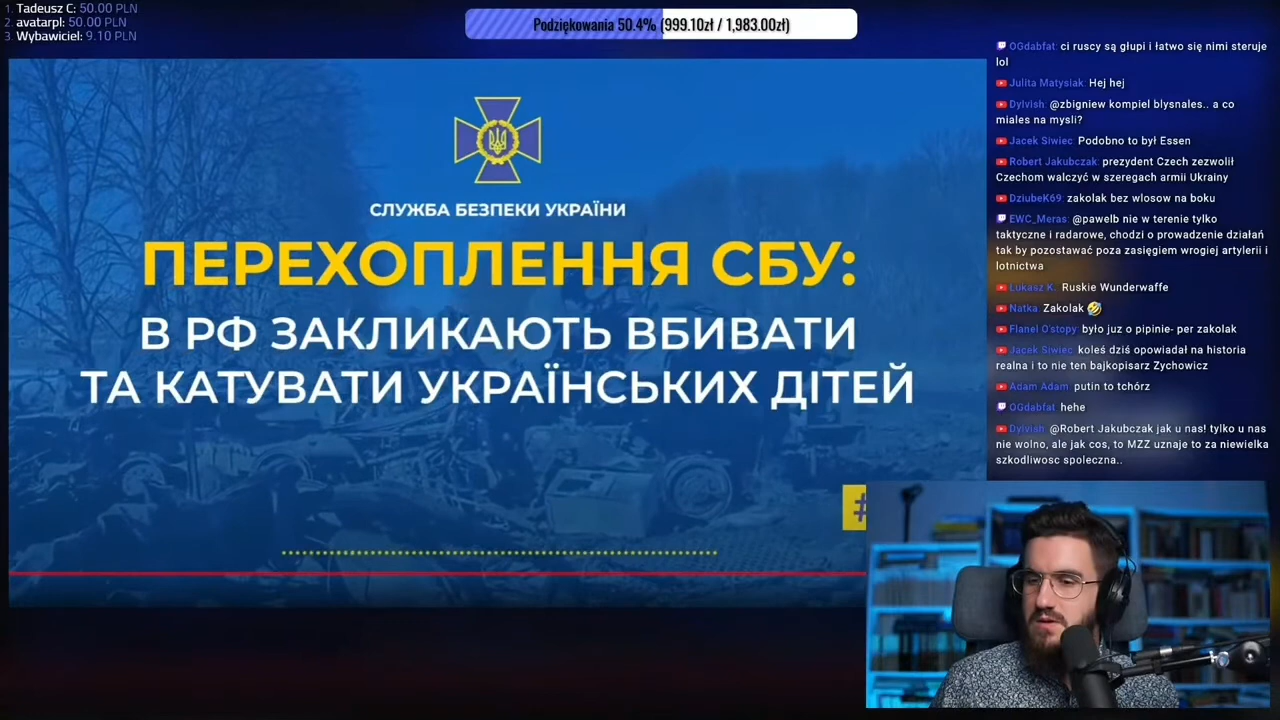 1. Tadeusz C: 50.00 PLN
2. avatarpl: 50.00 PLN
3. Wybawiciel: 9.10 PLN
Podziękowania 50.4% (999.10zł / 1,983.00zł)
СЛУЖБА БЕЗПЕКИ УКРАЇНИ
ПЕРЕХОПЛЕННЯ СБУ:
В РФ ЗАКЛИКАЮТЬ ВБИВАТИ
ТА КАТУВАТИ УКРАЇНСЬКИХ ДІТЕЙ
#
OGdabfat: ci ruscy są głupi i łatwo się nimi steruje
lol
Julita Matysiak: Hej hej
Dylvish: @zbigniew kompiel blysnales.. a co
miales na mysli?
Jacek Siwiec: Podobno to był Essen
Robert Jakubczak: prezydent Czech zezwolił
Czechom walczyć w szeregach armii Ukrainy
DziubeK69: zakolak bez wlosow na boku
EWC_Meras: @pawelb nie w terenie tylko
taktyczne i radarowe, chodzi o prowadzenie działań
tak by pozostawać poza zasięgiem wrogiej artylerii i
lotnictwa
Łukasz K.: Ruskie Wunderwaffe
Natka: Zakolak 🤣
Flanel O'stopy: było juz o pipinie- per zakolak
Jacek Siwiec: koleś dziś opowiadał na historia
realna i to nie ten bajkopisarz Zychowicz
Adam Adam: putin to tchórz
OGdabfat: hehe
Dylvish: @Robert Jakubczak jak u nas! tylko u nas
nie wolno, ale jak cos, to MZZ uznaje to za niewielka
szkodliwosc spoleczna..